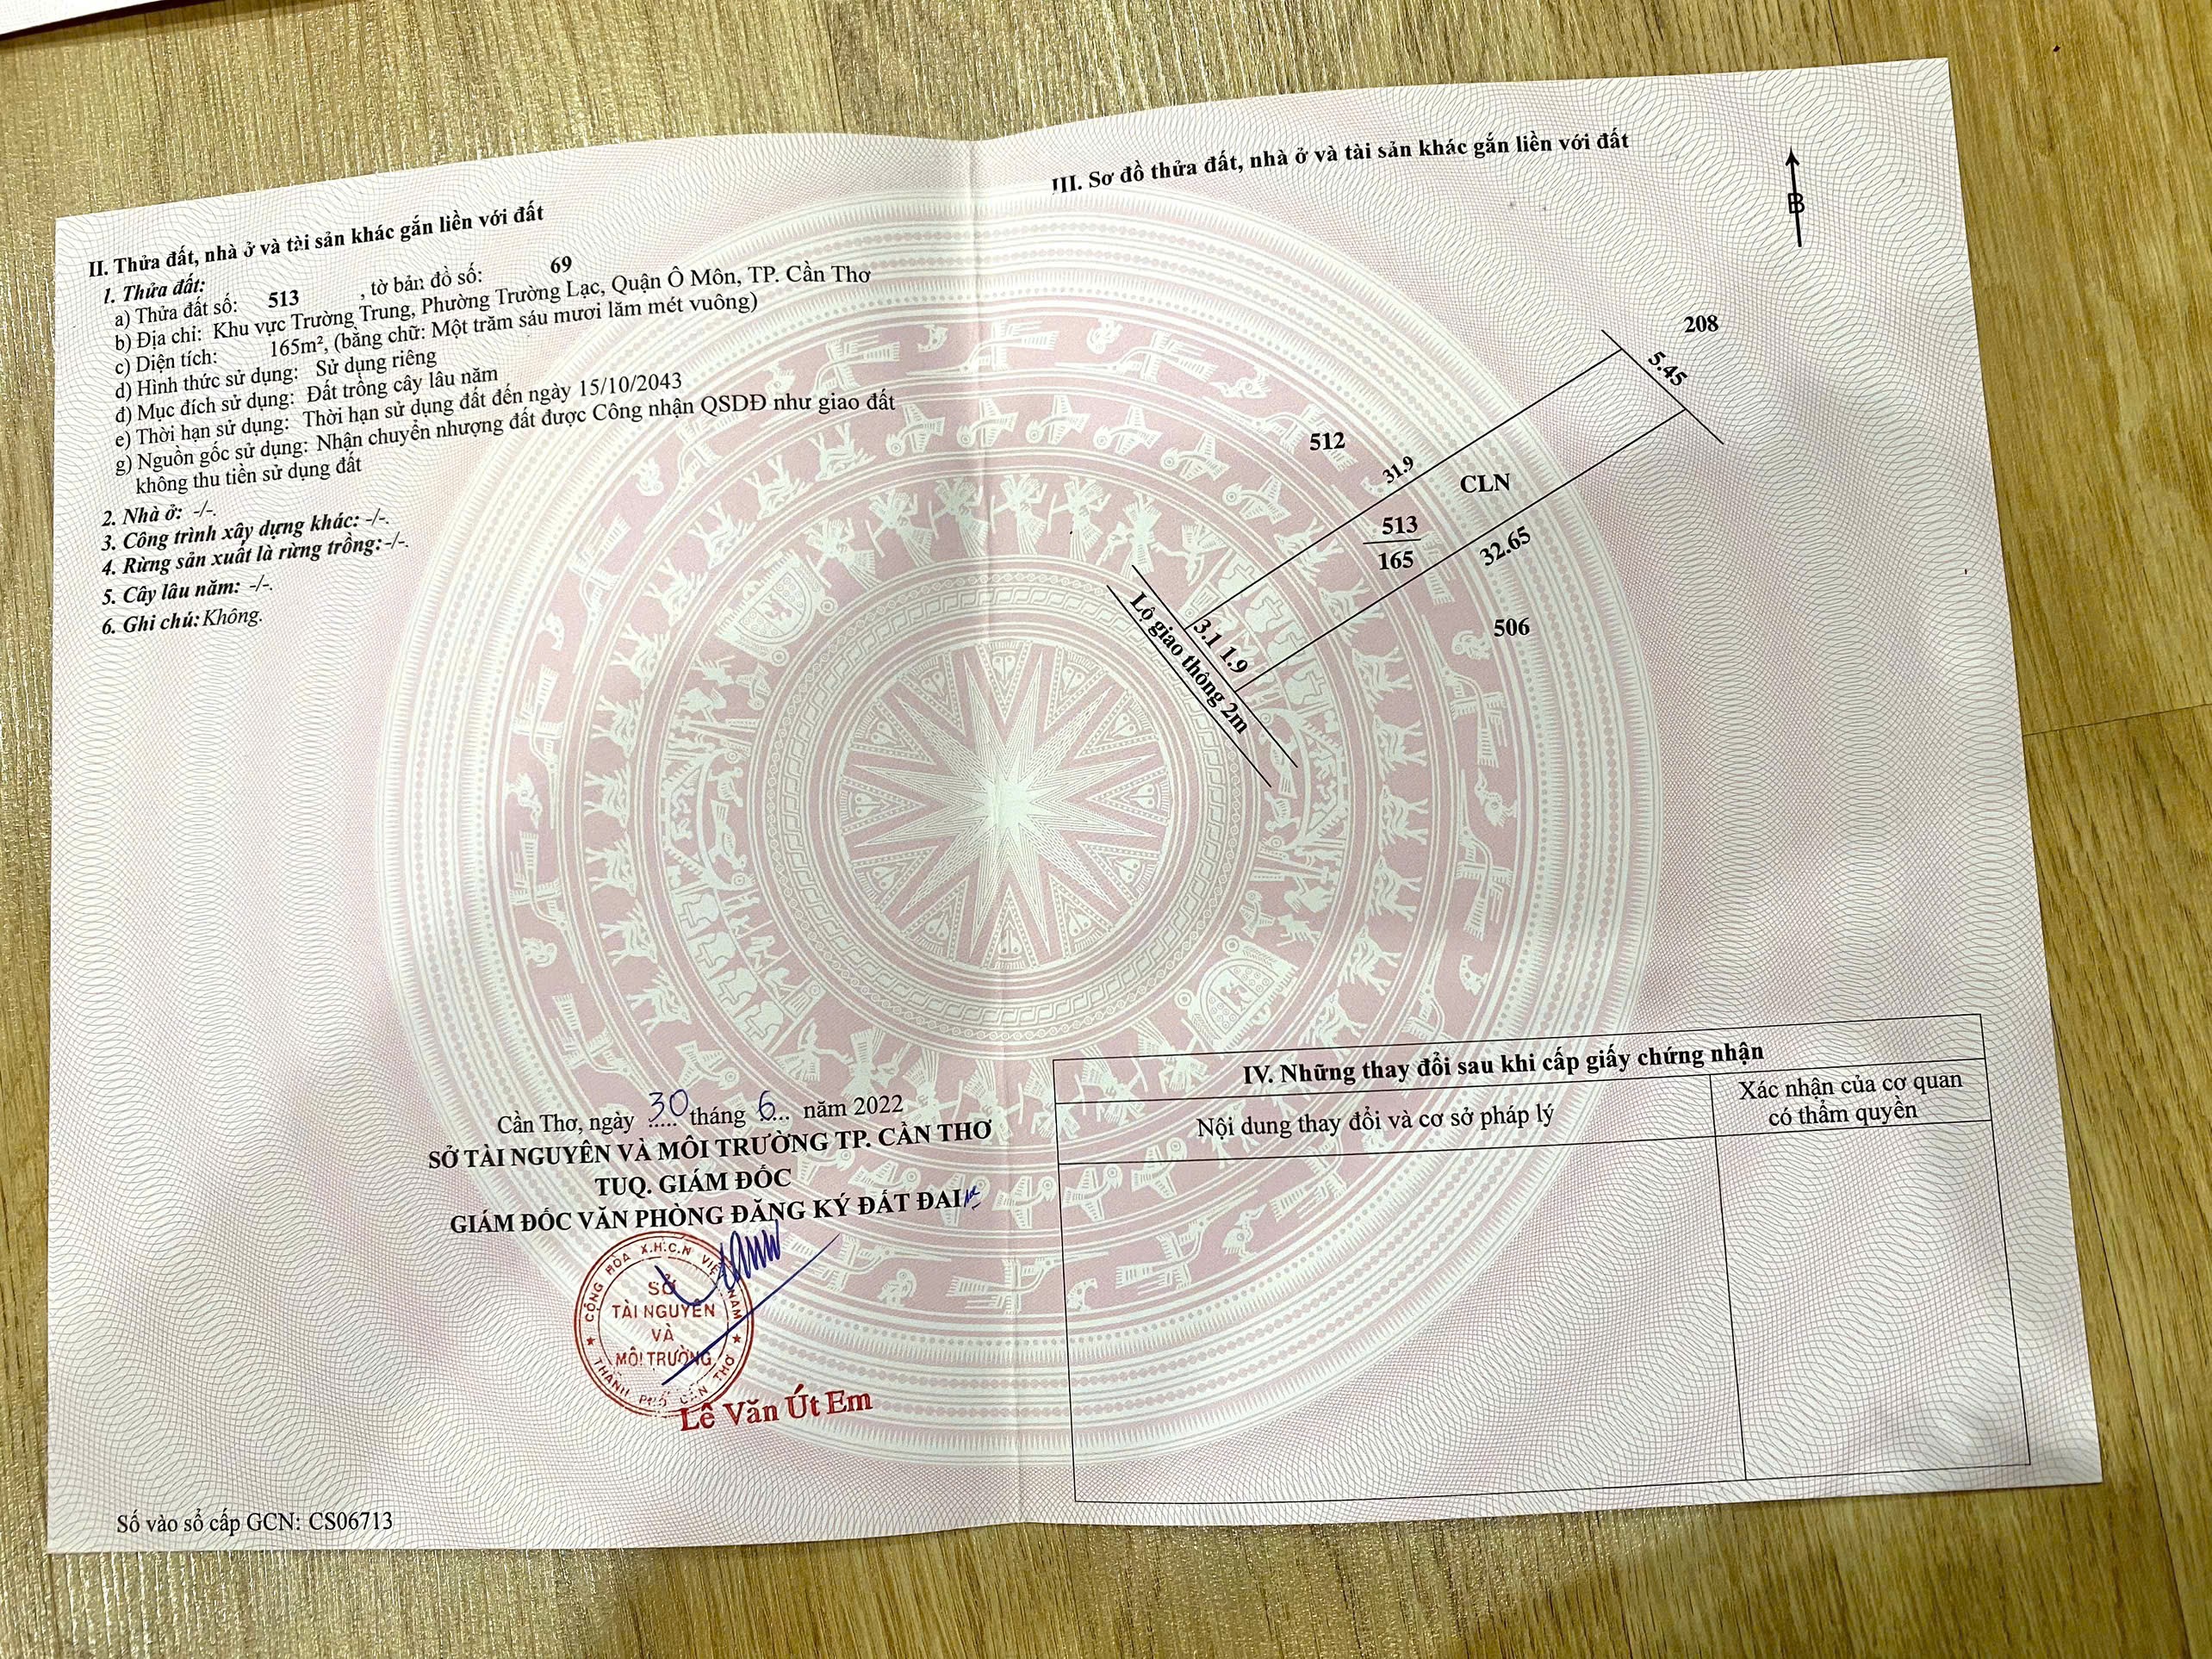 II. Thửa đất, nhà ở và tài sản khác gắn liền với đất
1. Thửa đất:
a) Thửa đất số: 513 , tờ bản đồ số: 69
b) Địa chỉ: Khu vực Trường Trung, Phường Trường Lạc, Quận Ô Môn, TP. Cần Thơ
c) Diện tích: 165m², (bằng chữ: Một trăm sáu mươi lăm mét vuông)
d) Hình thức sử dụng: Sử dụng riêng
đ) Mục đích sử dụng: Đất trồng cây lâu năm
e) Thời hạn sử dụng: Thời hạn sử dụng đất đến ngày 15/10/2043
g) Nguồn gốc sử dụng: Nhận chuyển nhượng đất được Công nhận QSDĐ như giao đất
không thu tiền sử dụng đất
2. Nhà ở: -/-.
3. Công trình xây dựng khác: -/-.
4. Rừng sản xuất là rừng trồng:-/-.
5. Cây lâu năm: -/-.
6. Ghi chú: Không.
Cần Thơ, ngày 30 tháng 6... năm 2022
SỞ TÀI NGUYÊN VÀ MÔI TRƯỜNG TP. CẦN THƠ
TUQ. GIÁM ĐỐC
GIÁM ĐỐC VĂN PHÒNG ĐĂNG KÝ ĐẤT ĐAI
CỘNG HÒA X.H.C.N VIỆT NAM
SỞ
TÀI NGUYÊN
VÀ
MÔI TRƯỜNG
THÀNH PHỐ CẦN THƠ
Lê Văn Út Em
Số vào sổ cấp GCN: CS06713
III. Sơ đồ thửa đất, nhà ở và tài sản khác gắn liền với đất
B
208
5.45
512
31.9
CLN
513
165
32.65
506
3.1 1.9
Lộ giao thông 2m
IV. Những thay đổi sau khi cấp giấy chứng nhận
Nội dung thay đổi và cơ sở pháp lý
Xác nhận của cơ quan
có thẩm quyền